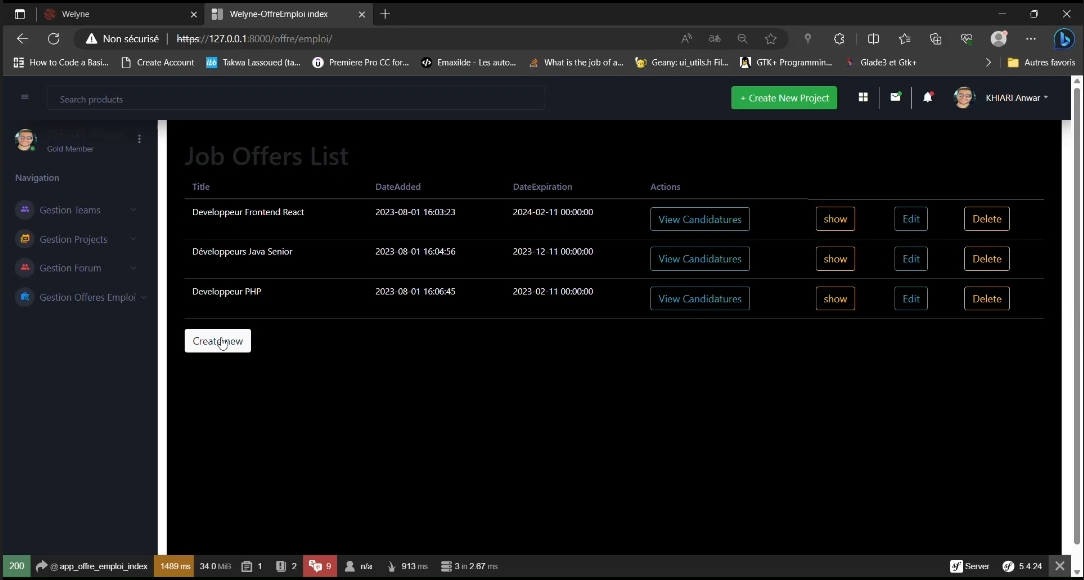 Welyne
Welyne-OffreEmploi index
Non sécurisé https://127.0.0.1:8000/offre/emploi/
How to Code a Basi... Create Account Takwa Lassoued (ta... Premiere Pro CC for... Emaxilde - Les auto... What is the job of a... Geany: ui_utils.h Fil... GTK+ Programmin... Glade3 et Gtk+ Autres favoris
Search products + Create New Project KHIARI Anwar
Gold Member
Navigation
Gestion Teams
Gestion Projects
Gestion Forum
Gestion Offeres Emploi
Job Offers List
Title DateAdded DateExpiration Actions
Developpeur Frontend React 2023-08-01 16:03:23 2024-02-11 00:00:00 View Candidatures show Edit Delete
Développeurs Java Senior 2023-08-01 16:04:56 2023-12-11 00:00:00 View Candidatures show Edit Delete
Developpeur PHP 2023-08-01 16:06:45 2023-02-11 00:00:00 View Candidatures show Edit Delete
Create new
200 @ app_offre_emploi_index 1489 ms 34.0 MiB 1 2 9 n/a 913 ms 3 in 2.67 ms Server 5.4.24